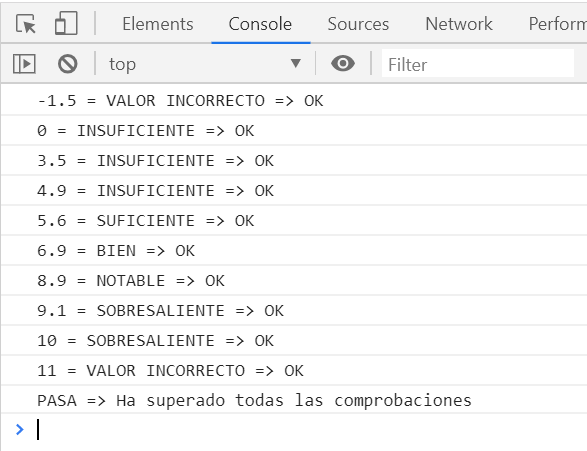 Elements Console Sources Network Perform
top Filter
-1.5 = VALOR INCORRECTO => OK
0 = INSUFICIENTE => OK
3.5 = INSUFICIENTE => OK
4.9 = INSUFICIENTE => OK
5.6 = SUFICIENTE => OK
6.9 = BIEN => OK
8.9 = NOTABLE => OK
9.1 = SOBRESALIENTE => OK
10 = SOBRESALIENTE => OK
11 = VALOR INCORRECTO => OK
PASA => Ha superado todas las comprobaciones